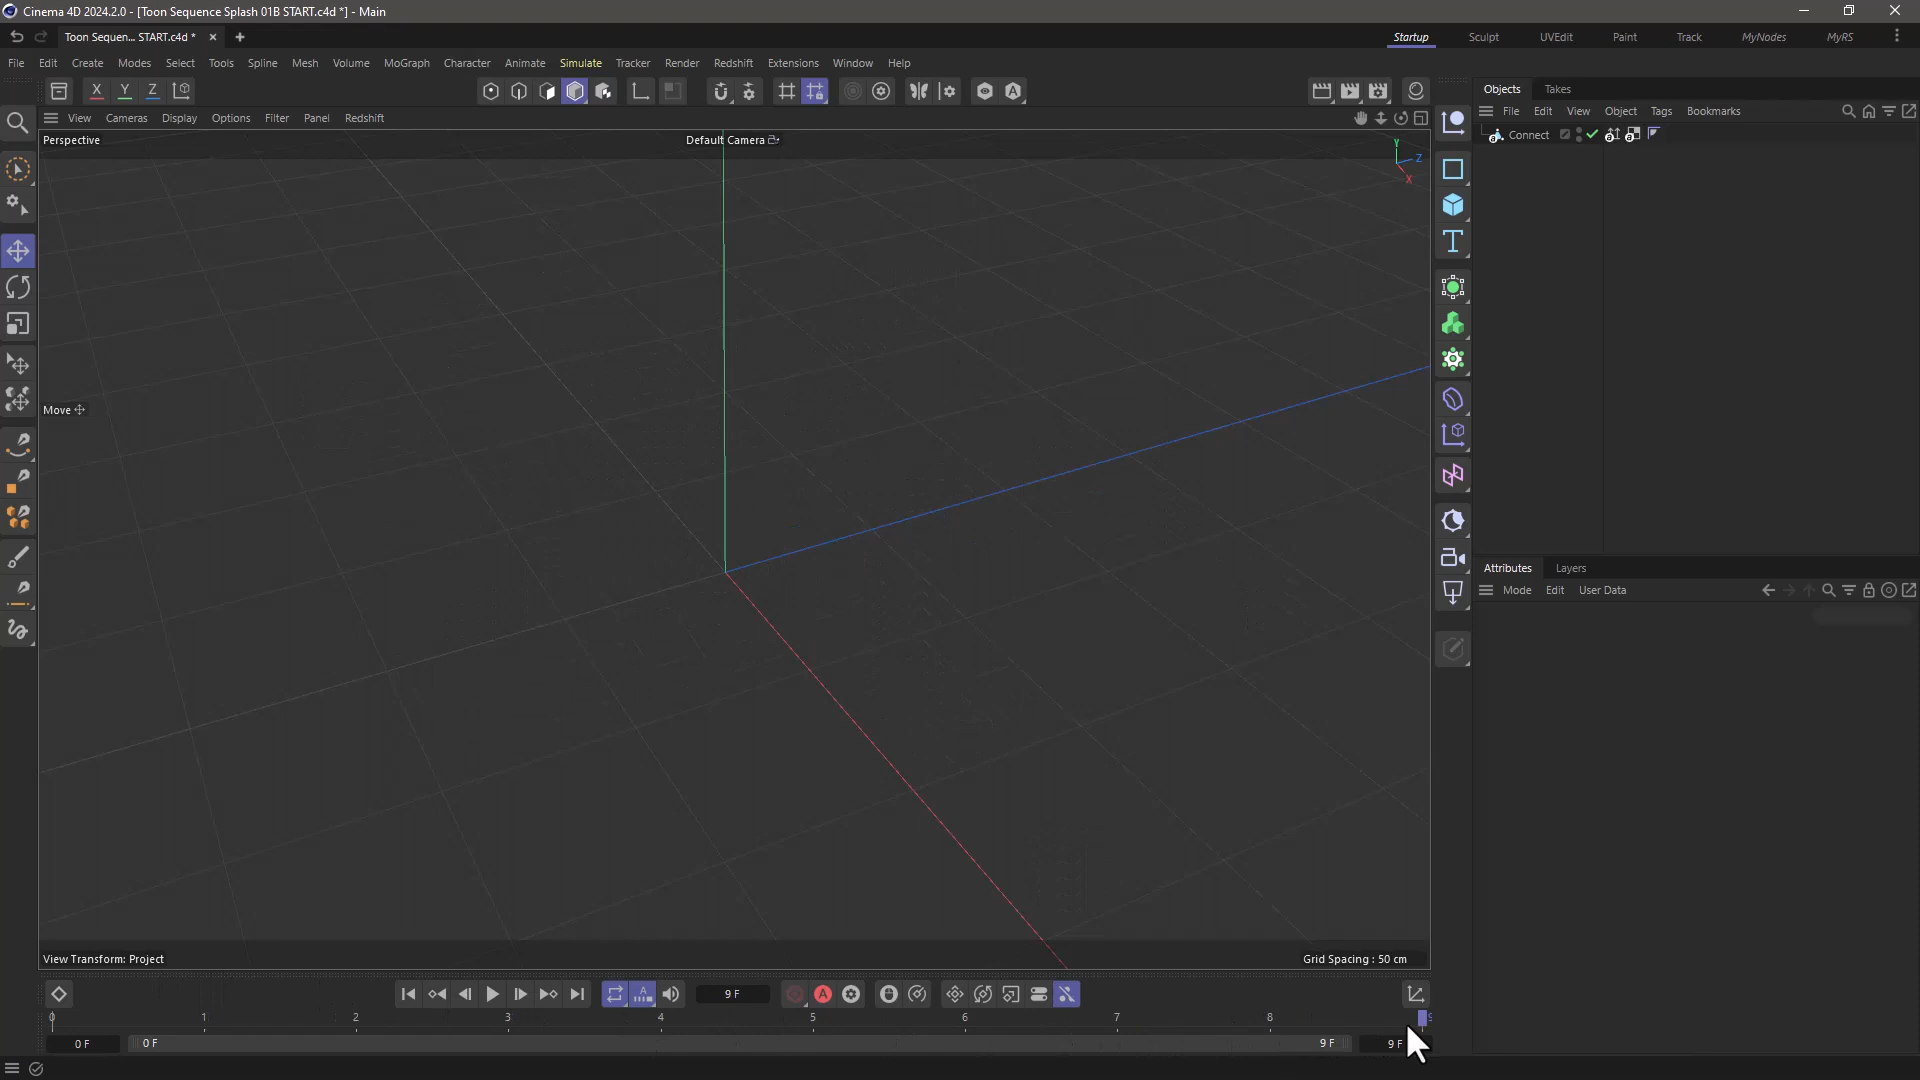 Cinema 4D 2024.2.0 - [Toon Sequence Splash 01B START.c4d *] - Main
Toon Sequen... START.c4d *
Startup Sculpt UVEdit Paint Track MyNodes MyRS
File Edit Create Modes Select Tools Spline Mesh Volume MoGraph Character Animate Simulate Tracker Render Redshift Extensions Window Help
X Y Z
Objects Takes
View Cameras Display Options Filter Panel Redshift
File Edit View Object Tags Bookmarks
Perspective
Default Camera
Connect
Y
Z
X
Move
Attributes Layers
Mode Edit User Data
View Transform: Project
Grid Spacing : 50 cm
9 F
0 1 2 3 4 5 6 7 8 9
0 F 0 F 9 F 9 F